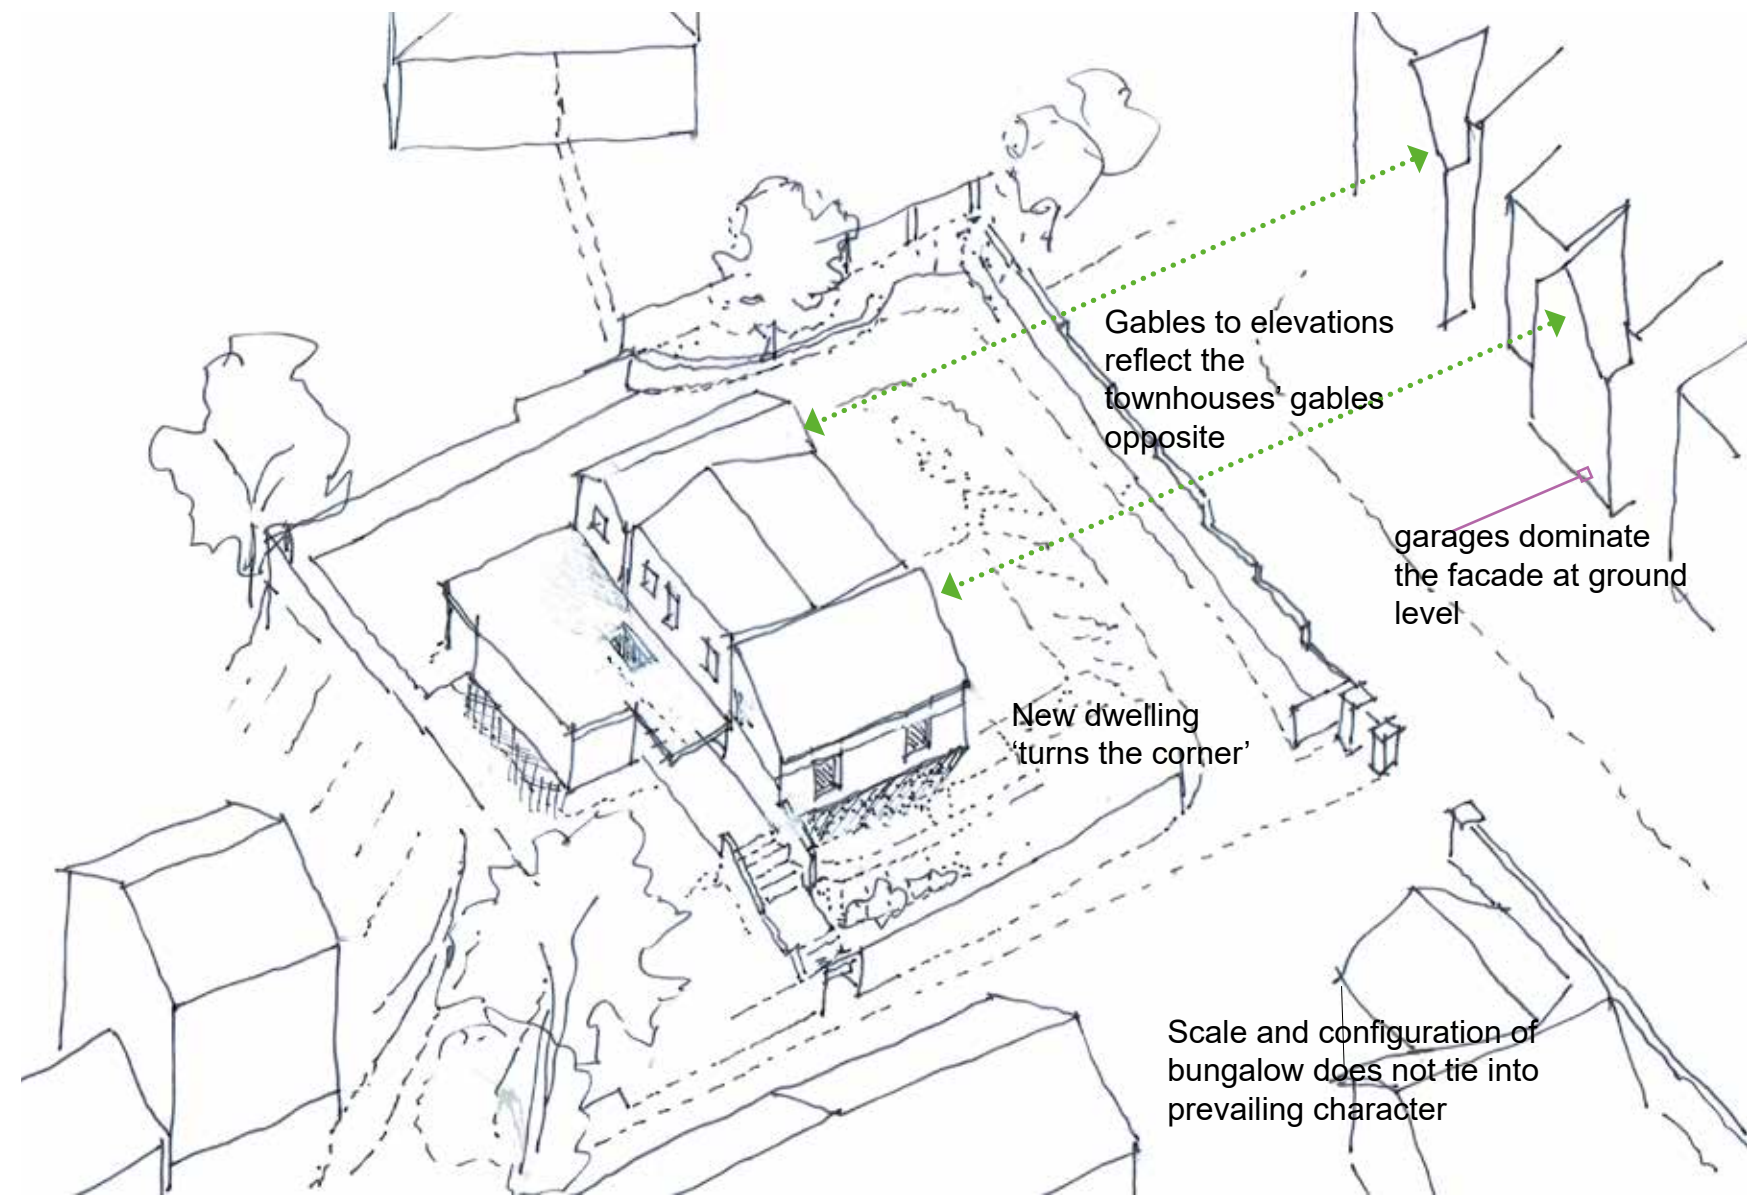 Gables to elevations
reflect the
townhouses’ gables
opposite
garages dominate
the facade at ground
level
New dwelling
‘turns the corner’
Scale and configuration of
bungalow does not tie into
prevailing character